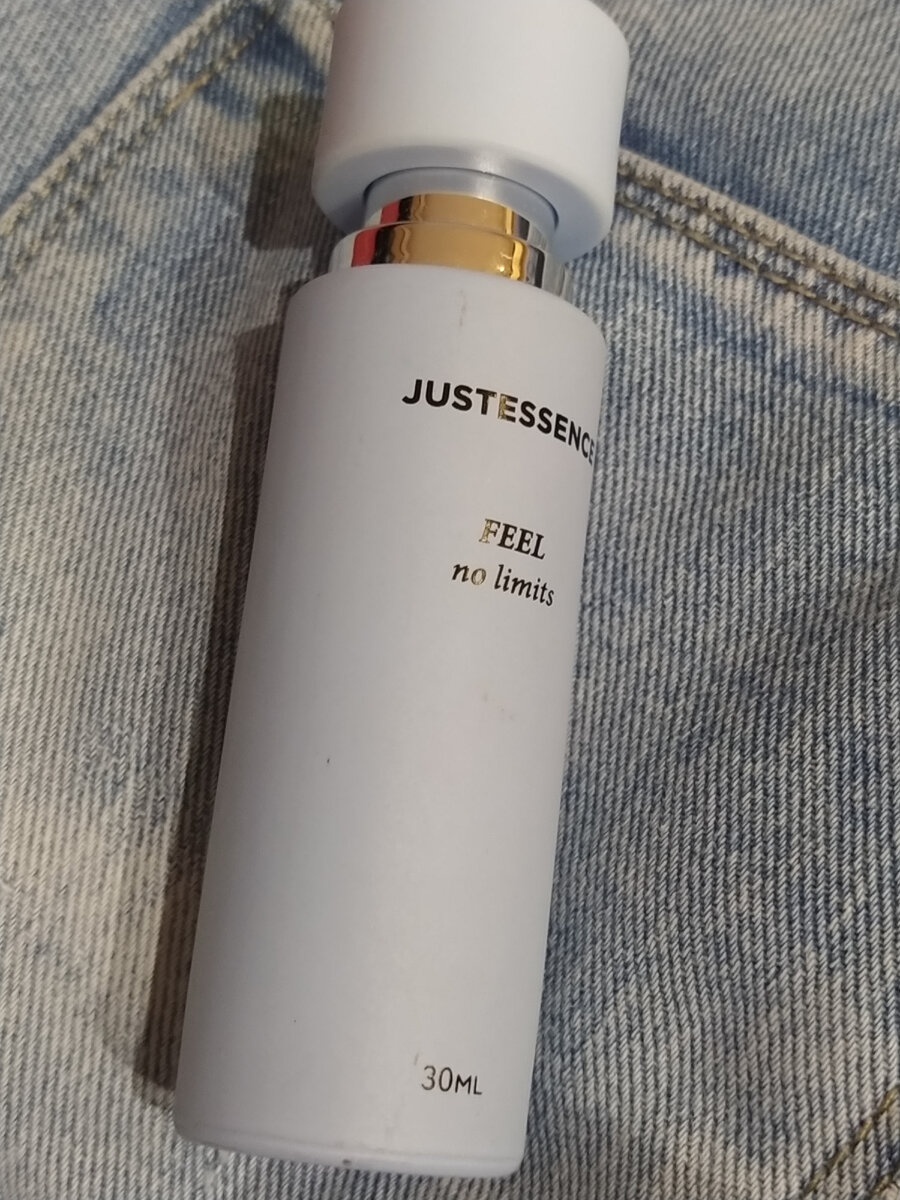 JUSTESSENCE
FEEL
no limits
30ML